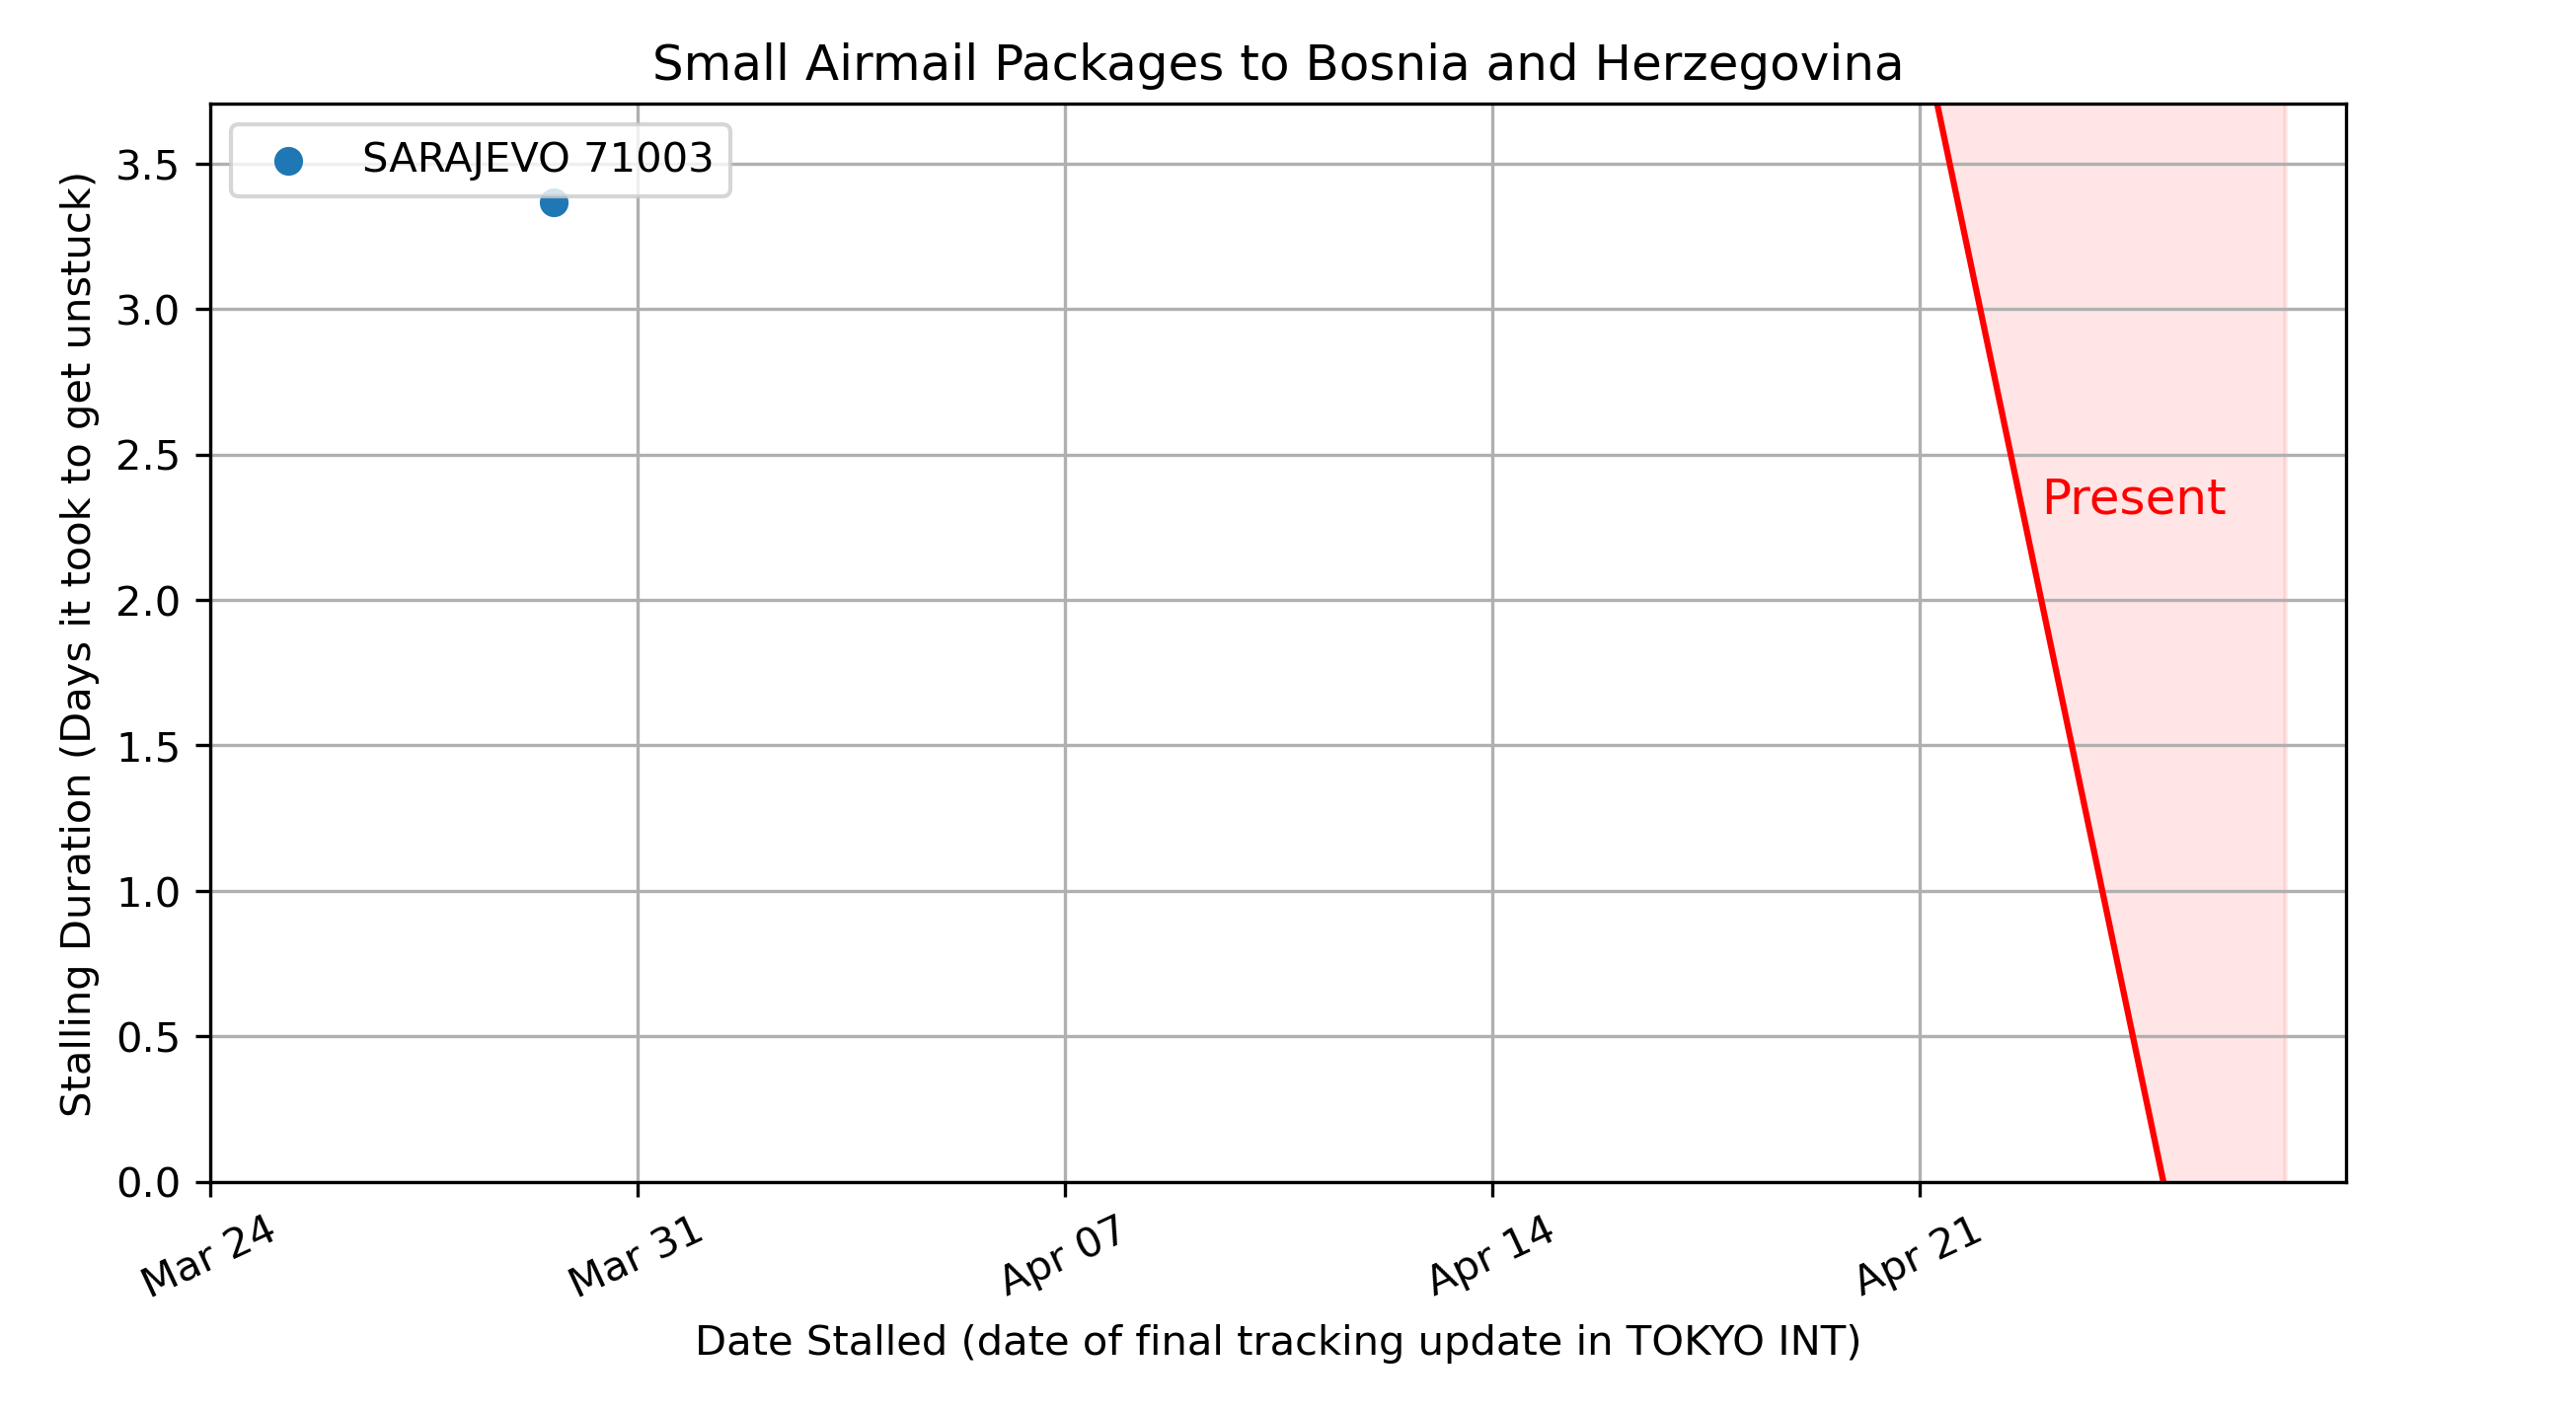 Small Airmail Packages to Bosnia and Herzegovina
SARAJEVO 71003
Stalling Duration (Days it took to get unstuck)
3.5
3.0
2.5
2.0
1.5
1.0
0.5
0.0
Present
Mar 24
Mar 31
Apr 07
Apr 14
Apr 21
Date Stalled (date of final tracking update in TOKYO INT)